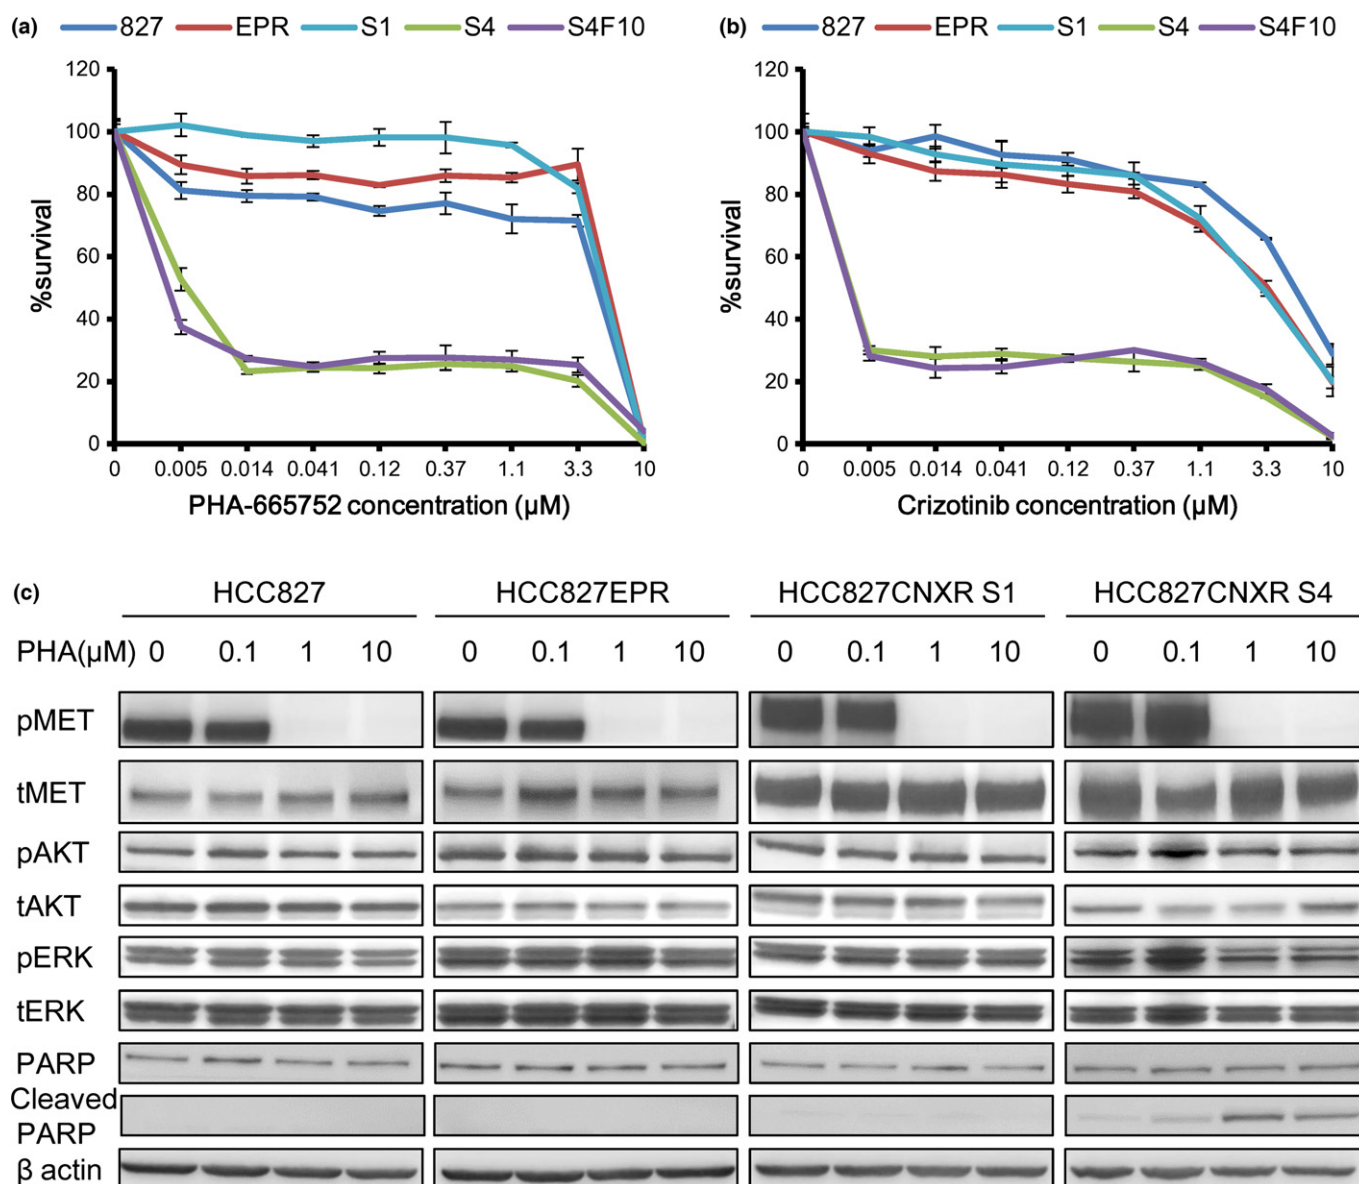 (a) 827 EPR S1 S4 S4F10
120
100
80
60
40
20
0
%survival
0 0.005 0.014 0.041 0.12 0.37 1.1 3.3 10
PHA-665752 concentration (µM)
(b) 827 EPR S1 S4 S4F10
120
100
80
60
40
20
0
%survival
0 0.005 0.014 0.041 0.12 0.37 1.1 3.3 10
Crizotinib concentration (µM)
(c) HCC827 HCC827EPR HCC827CNXR S1 HCC827CNXR S4
PHA(µM) 0 0.1 1 10 0 0.1 1 10 0 0.1 1 10 0 0.1 1 10
pMET
tMET
pAKT
tAKT
pERK
tERK
PARP
Cleaved
PARP
β actin